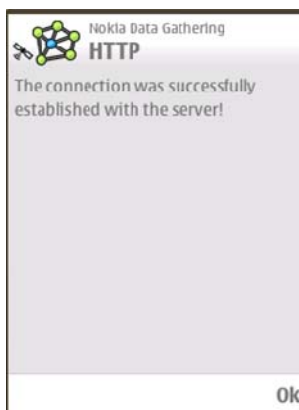 Nokia Data Gathering
HTTP
The connection was successfully
established with the server!
Ok